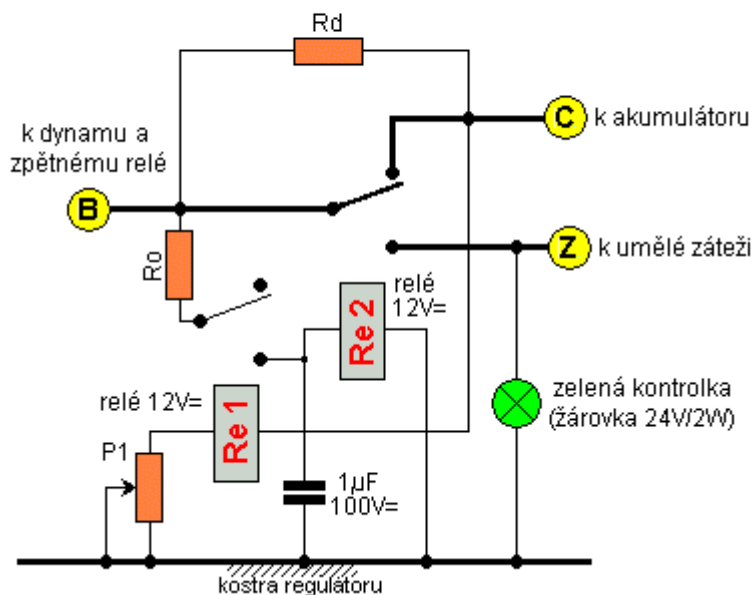 Rd
k dynamu a
zpětnému relé
B
C
k akumulátoru
Z
k umělé záteži
Ro
relé
12V=
Re 2
relé 12V=
Re 1
zelená kontrolka
(žárovka 24V/2W)
P1
1µF
100V=
kostra regulátoru